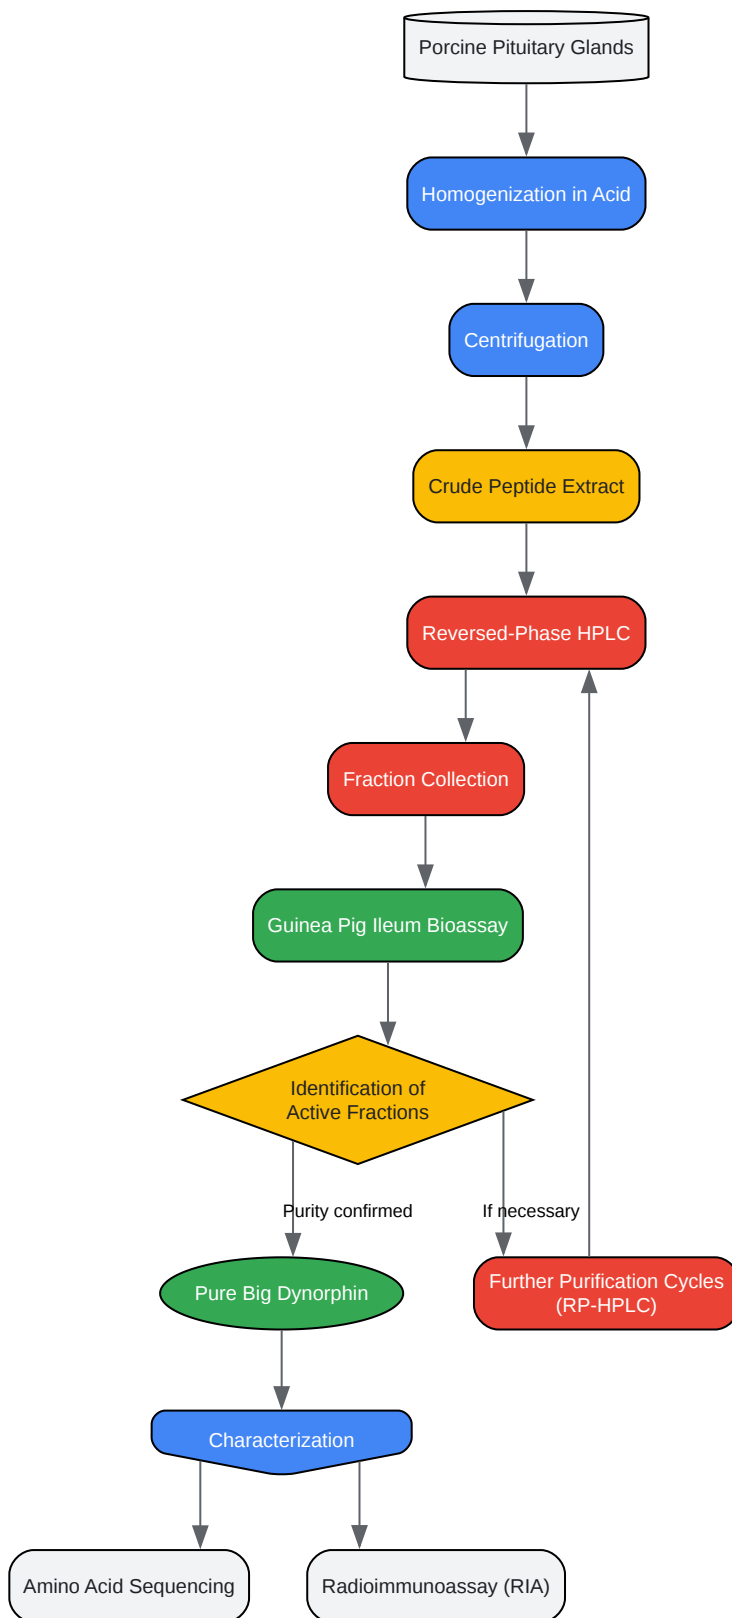 Porcine Pituitary Glands
Homogenization in Acid
Centrifugation
Crude Peptide Extract
Reversed-Phase HPLC
Fraction Collection
Guinea Pig Ileum Bioassay
Identification of
Active Fractions
Purity confirmed
If necessary
Pure Big Dynorphin
Further Purification Cycles
(RP-HPLC)
Characterization
Amino Acid Sequencing
Radioimmunoassay (RIA)